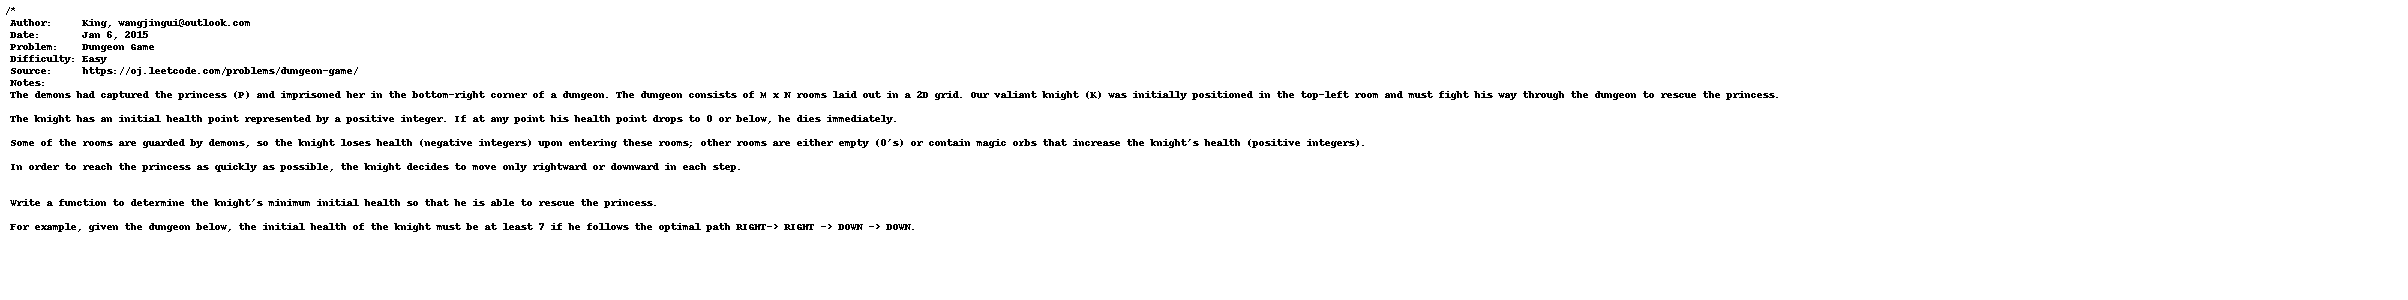 /*
Author: King, wangjingui@outlook.com
Date: Jan 6, 2015
Problem: Dungeon Game
Difficulty: Easy
Source: https://oj.leetcode.com/problems/dungeon-game/
Notes:
The demons had captured the princess (P) and imprisoned her in the bottom-right corner of a dungeon. The dungeon consists of M x N rooms laid out in a 2D grid. Our valiant knight (K) was initially positioned in the top-left room and must fight his way through the dungeon to rescue the princess.
The knight has an initial health point represented by a positive integer. If at any point his health point drops to 0 or below, he dies immediately.
Some of the rooms are guarded by demons, so the knight loses health (negative integers) upon entering these rooms; other rooms are either empty (0's) or contain magic orbs that increase the knight's health (positive integers).
In order to reach the princess as quickly as possible, the knight decides to move only rightward or downward in each step.
Write a function to determine the knight's minimum initial health so that he is able to rescue the princess.
For example, given the dungeon below, the initial health of the knight must be at least 7 if he follows the optimal path RIGHT-> RIGHT -> DOWN -> DOWN.